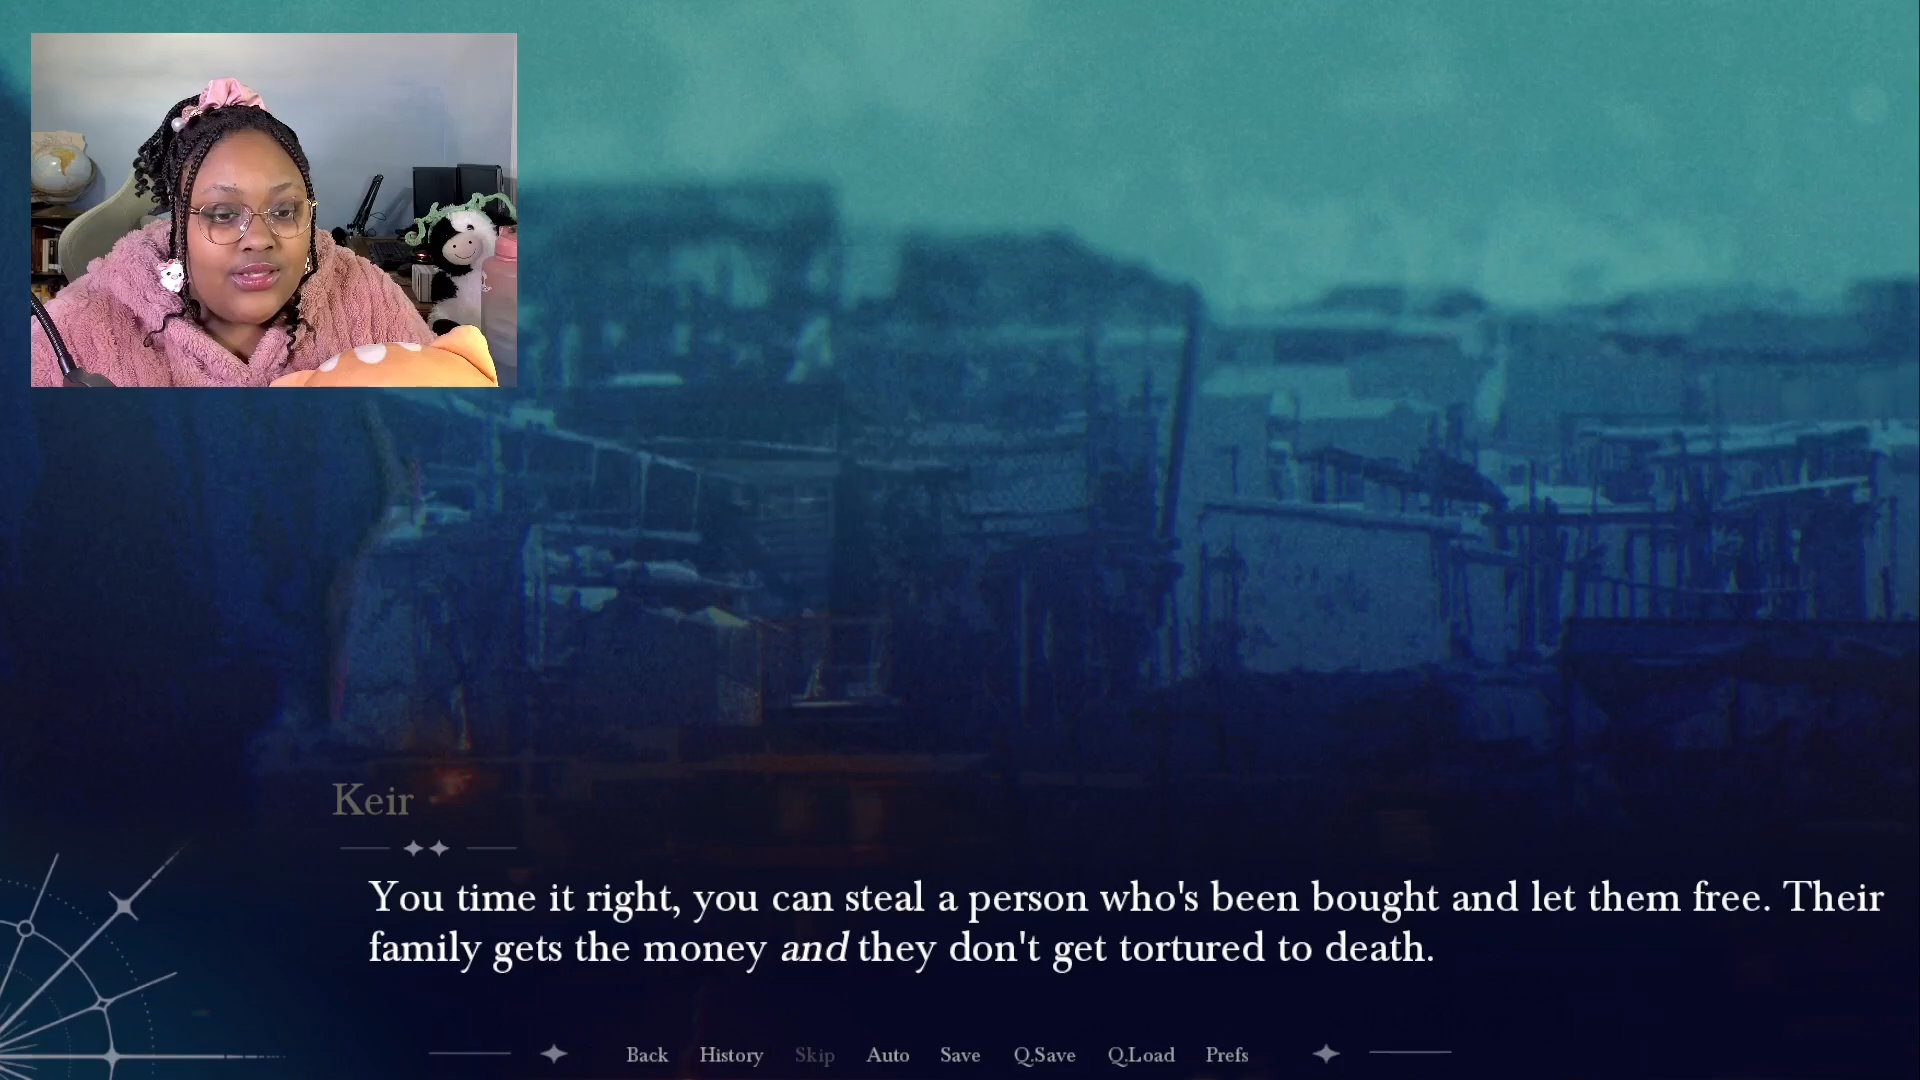 Keir
You time it right, you can steal a person who's been bought and let them free. Their
family gets the money and they don't get tortured to death.
Back History Skip Auto Save Q.Save Q.Load Prefs